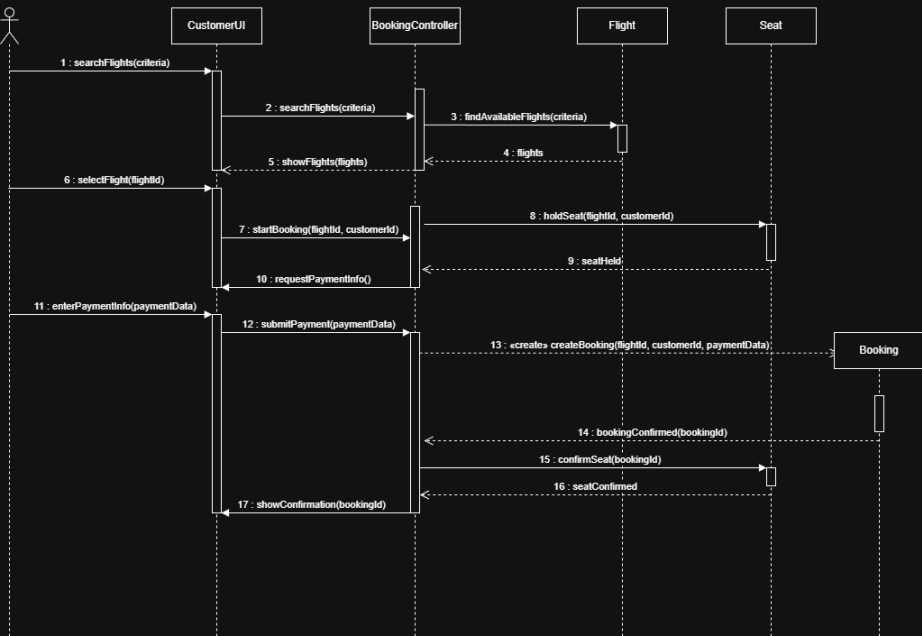 CustomerUI
BookingController
Flight
Seat
1 : searchFlights(criteria)
2 : searchFlights(criteria)
3 : findAvailableFlights(criteria)
4 : flights
5 : showFlights(flights)
6 : selectFlight(flightId)
8 : holdSeat(flightId, customerId)
7 : startBooking(flightId, customerId)
9 : seatHeld
10 : requestPaymentInfo()
11 : enterPaymentInfo(paymentData)
12 : submitPayment(paymentData)
13 : «create» createBooking(flightId, customerId, paymentData)
Booking
14 : bookingConfirmed(bookingId)
15 : confirmSeat(bookingId)
16 : seatConfirmed
17 : showConfirmation(bookingId)